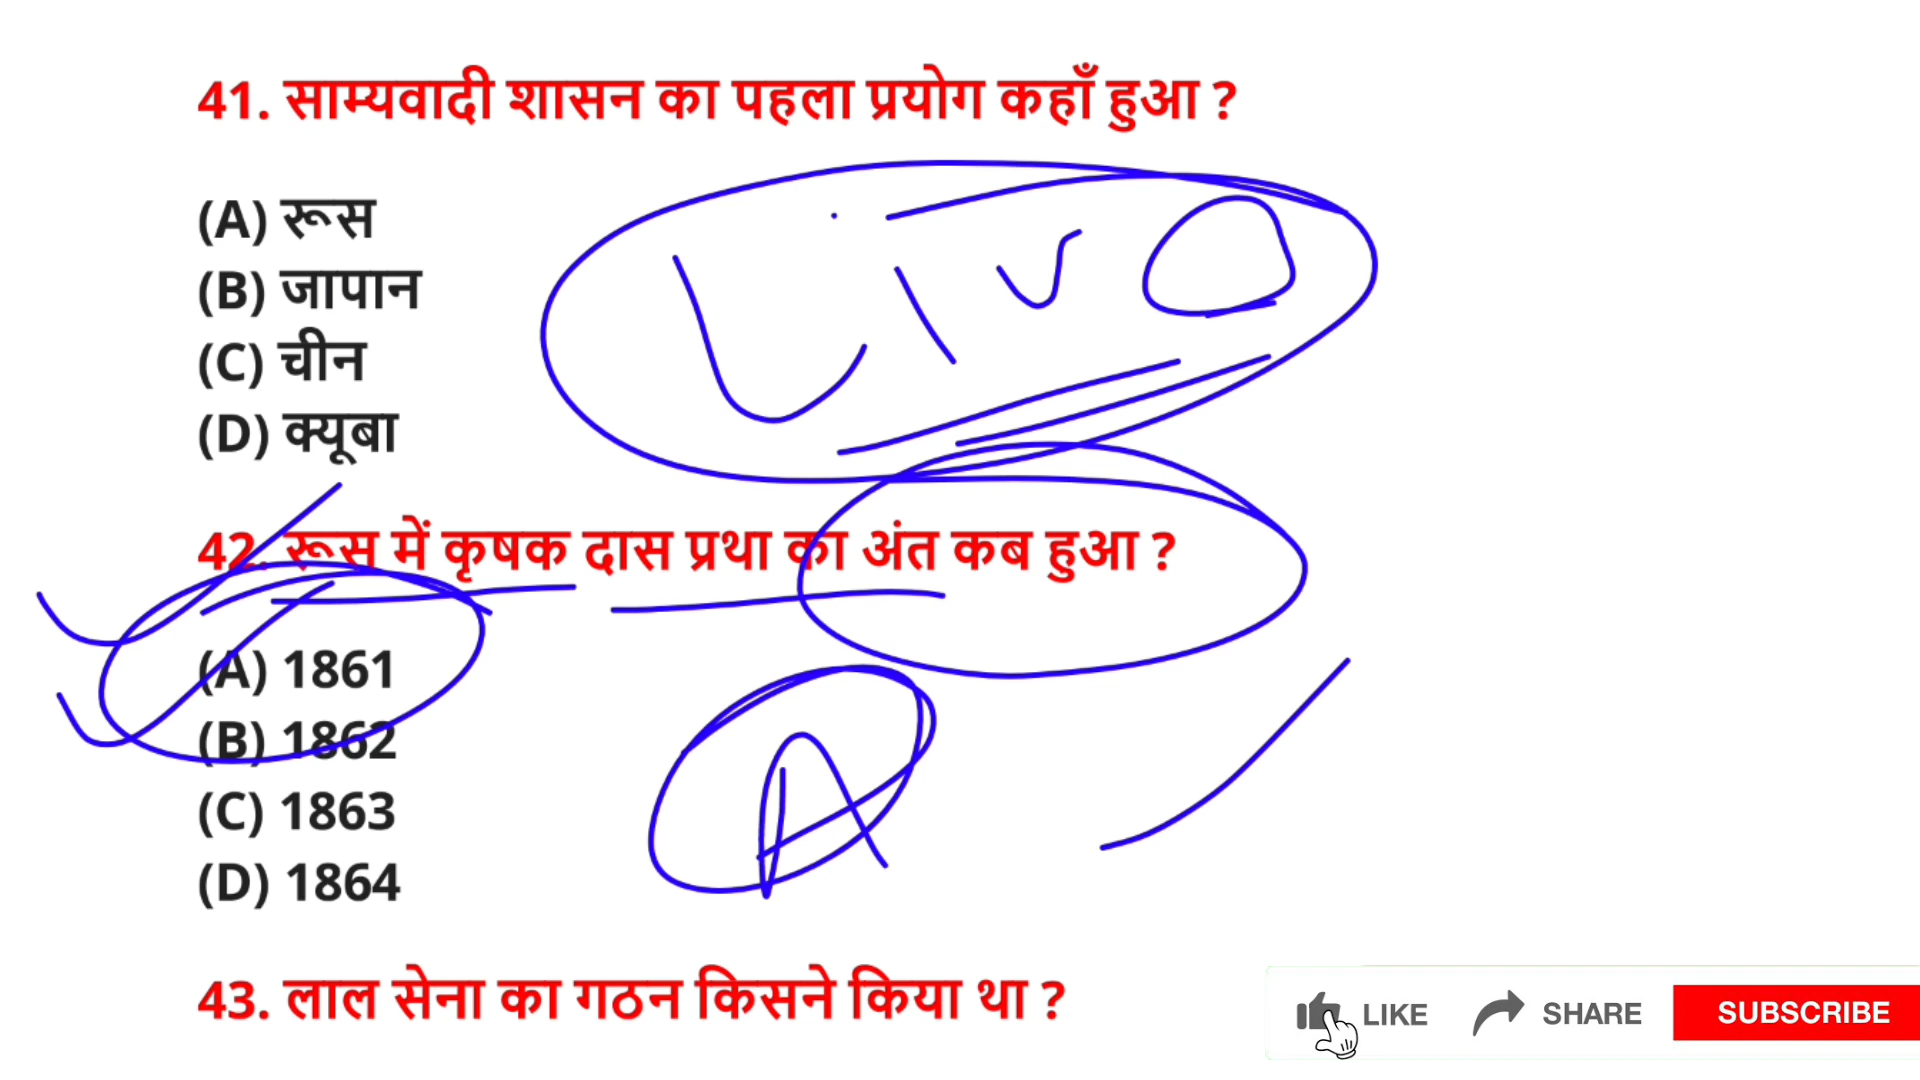 41. साम्यवादी शासन का पहला प्रयोग कहाँ हुआ ?
(A) रूस
(B) जापान
(C) चीन
(D) क्यूबा
42. रूस में कृषक दास प्रथा का अंत कब हुआ ?
(A) 1861
(B) 1862
(C) 1863
(D) 1864
A
43. लाल सेना का गठन किसने किया था ?
LIKE SHARE SUBSCRIBE